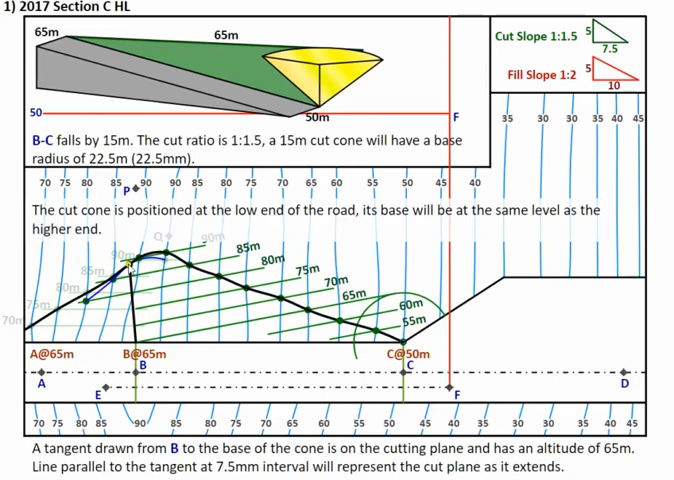 1) 2017 Section C HL
65m
65m
Cut Slope 1:1.5
5
7.5
Fill Slope 1:2
5
10
50
50m
F
B-C falls by 15m. The cut ratio is 1:1.5, a 15m cut cone will have a base
radius of 22.5m (22.5mm).
35 30 30 35 40 45
70 75 80 85 90 90 85 80 75 70 65 60 55 50 45 40
P
The cut cone is positioned at the low end of the road, its base will be at the same level as the
higher end.
Q
90m
90m
85m
85m
80m
80m
75m
75m
70m
70m
65m
60m
55m
A@65m
B@65m
C@50m
A
B
C
D
E
F
70 75 80 85 90 85 80 75 70 65 60 55 50 45 40 35 30 30 35 40 45
A tangent drawn from B to the base of the cone is on the cutting plane and has an altitude of 65m.
Line parallel to the tangent at 7.5mm interval will represent the cut plane as it extends.